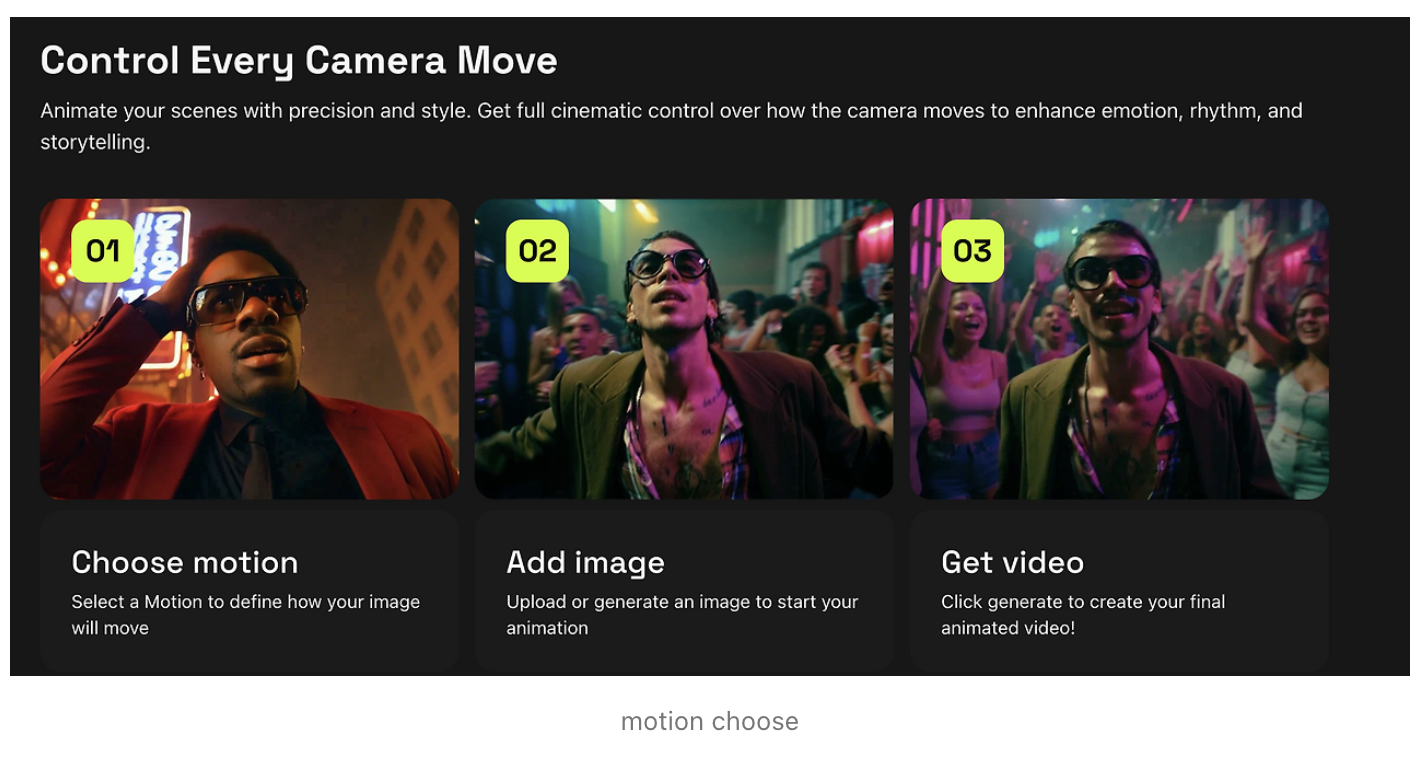 Control Every Camera Move
Animate your scenes with precision and style. Get full cinematic control over how the camera moves to enhance emotion, rhythm, and
storytelling.
01
02
03
Choose motion
Select a Motion to define how your image
will move
Add image
Upload or generate an image to start your
animation
Get video
Click generate to create your final
animated video!
motion choose